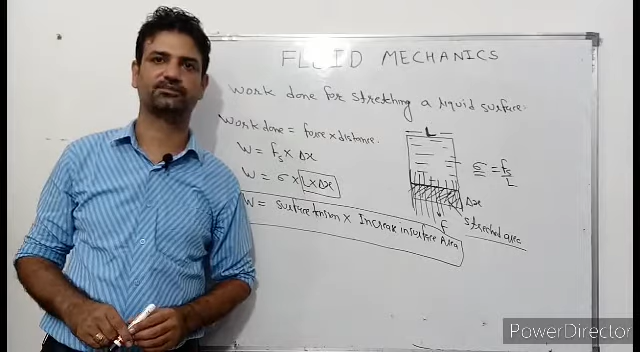 FLUID MECHANICS
Work done for stretching a liquid surface.
Work done = force × distance.
W = fs × Δx
W = σ × L × Δx
W = surface tension × Increase in surface Area
L
σ = fs/L
Δx
F
stretched area
PowerDirector